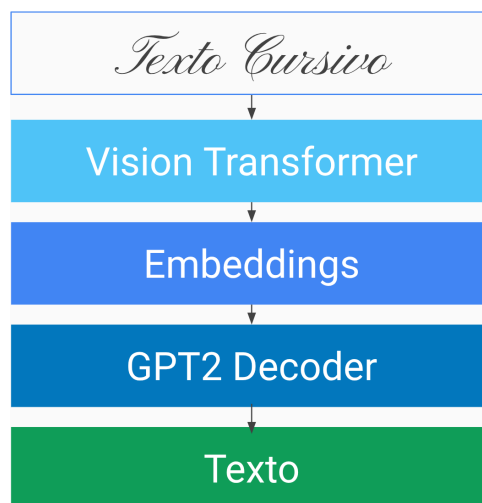 Texto Cursivo
Vision Transformer
Embeddings
GPT2 Decoder
Texto